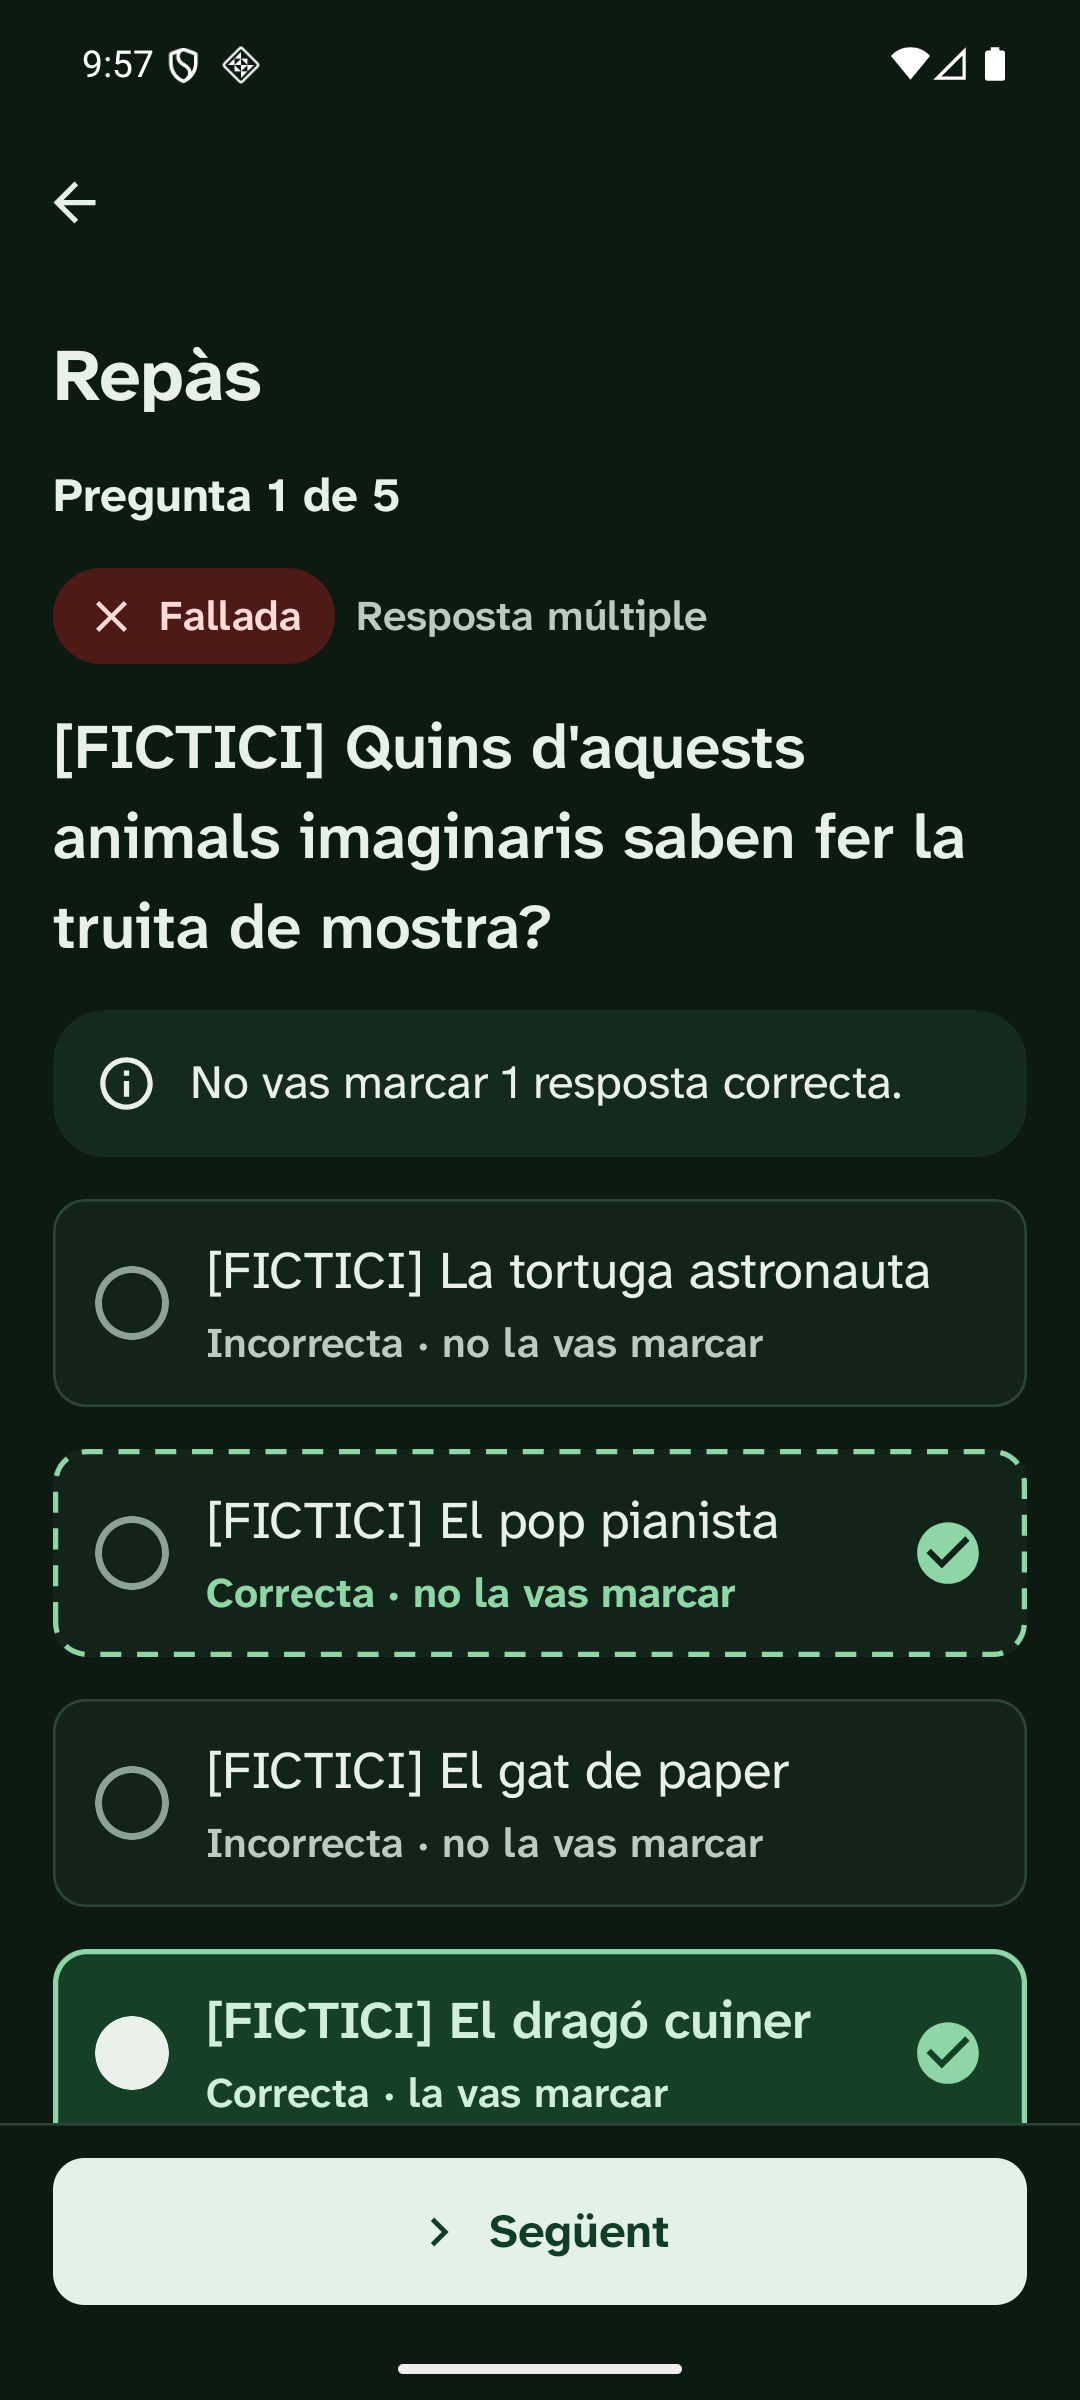 9:57
Repàs
Pregunta 1 de 5
Fallada Resposta múltiple
[FICTICI] Quins d'aquests
animals imaginaris saben fer la
truita de mostra?
No vas marcar 1 resposta correcta.
[FICTICI] La tortuga astronauta
Incorrecta · no la vas marcar
[FICTICI] El pop pianista
Correcta · no la vas marcar
[FICTICI] El gat de paper
Incorrecta · no la vas marcar
[FICTICI] El dragó cuiner
Correcta · la vas marcar
Següent